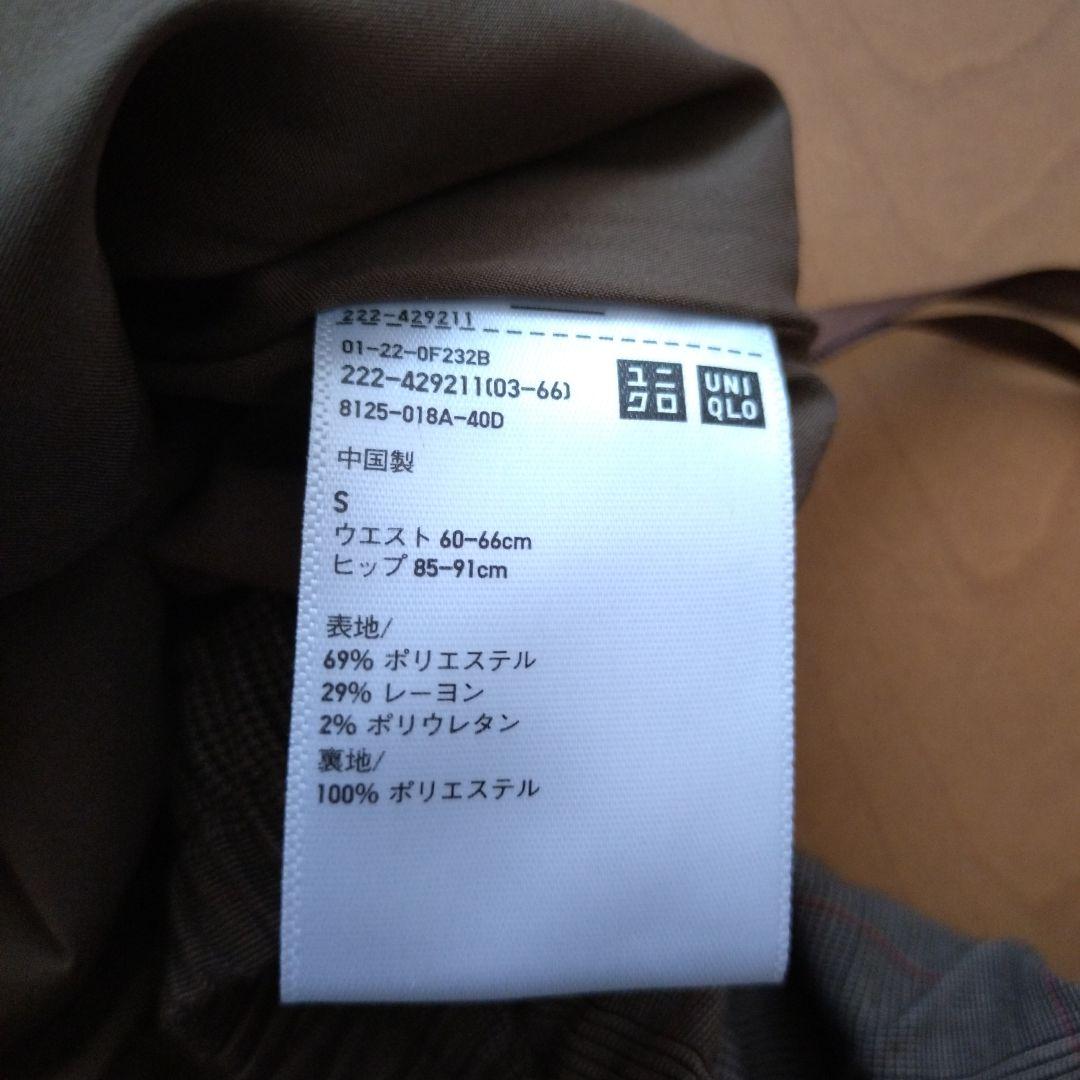 222-429211
01-22-0F232B
222-429211(03-66)
8125-018A-40D
ユニ
クロ
UNI
QLO
中国製
S
ウエスト 60-66cm
ヒップ 85-91cm
表地/
69% ポリエステル
29% レーヨン
2% ポリウレタン
裏地/
100% ポリエステル